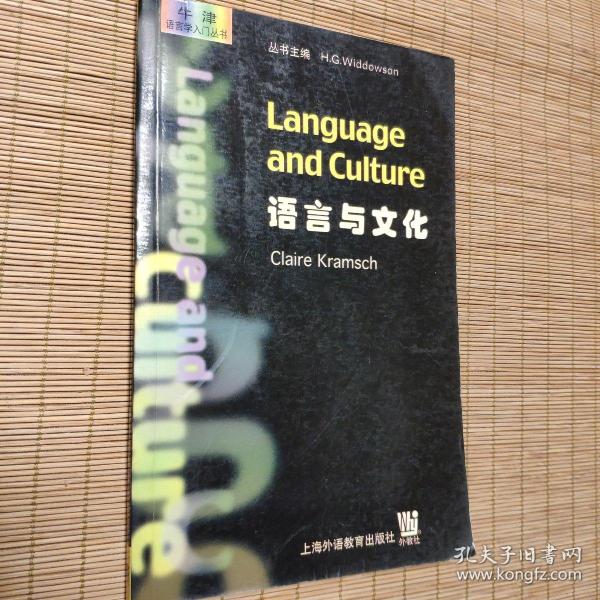 牛津
语言学入门丛书
丛书主编 H.G.Widdowson
Language
and Culture
语言与文化
Claire Kramsch
Language and
Culture
上海外语教育出版社
外教社®
孔夫子旧書网
www.kongfz.com